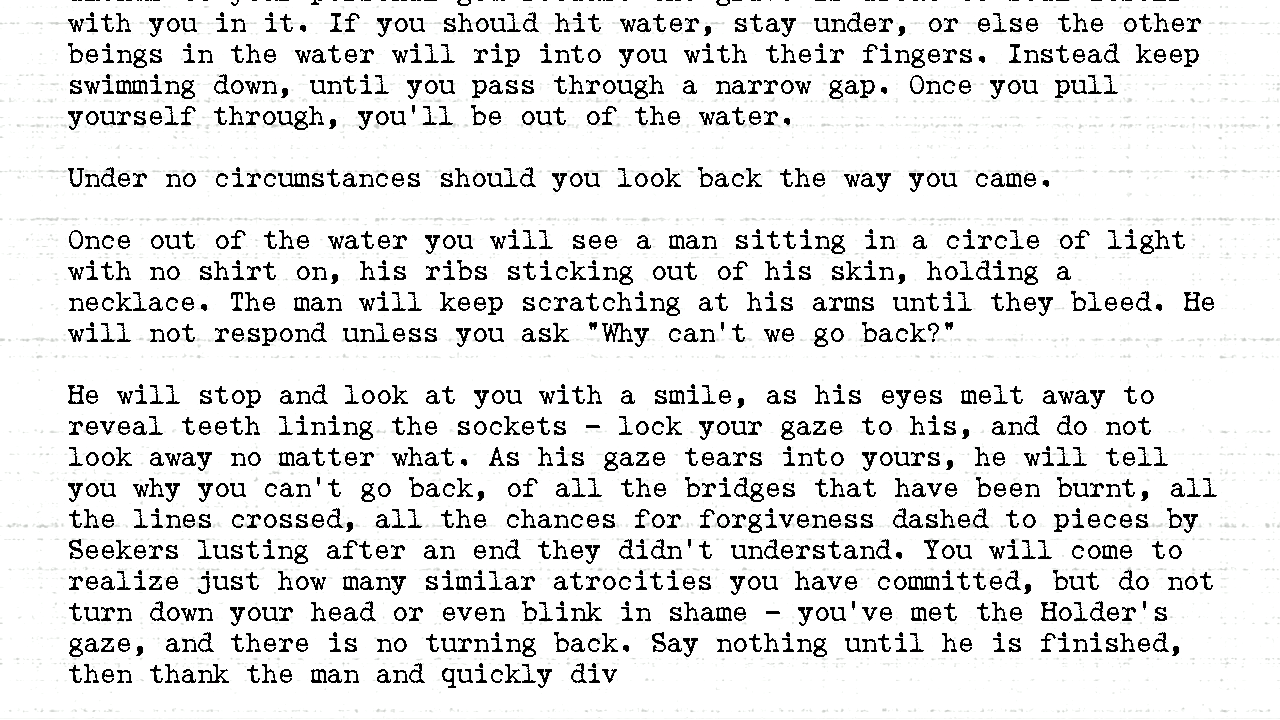 with you in it. If you should hit water, stay under, or else the other
beings in the water will rip into you with their fingers. Instead keep
swimming down, until you pass through a narrow gap. Once you pull
yourself through, you'll be out of the water.
Under no circumstances should you look back the way you came.
Once out of the water you will see a man sitting in a circle of light
with no shirt on, his ribs sticking out of his skin, holding a
necklace. The man will keep scratching at his arms until they bleed. He
will not respond unless you ask "Why can't we go back?"
He will stop and look at you with a smile, as his eyes melt away to
reveal teeth lining the sockets – lock your gaze to his, and do not
look away no matter what. As his gaze tears into yours, he will tell
you why you can't go back, of all the bridges that have been burnt, all
the lines crossed, all the chances for forgiveness dashed to pieces by
Seekers lusting after an end they didn't understand. You will come to
realize just how many similar atrocities you have committed, but do not
turn down your head or even blink in shame – you've met the Holder's
gaze, and there is no turning back. Say nothing until he is finished,
then thank the man and quickly div